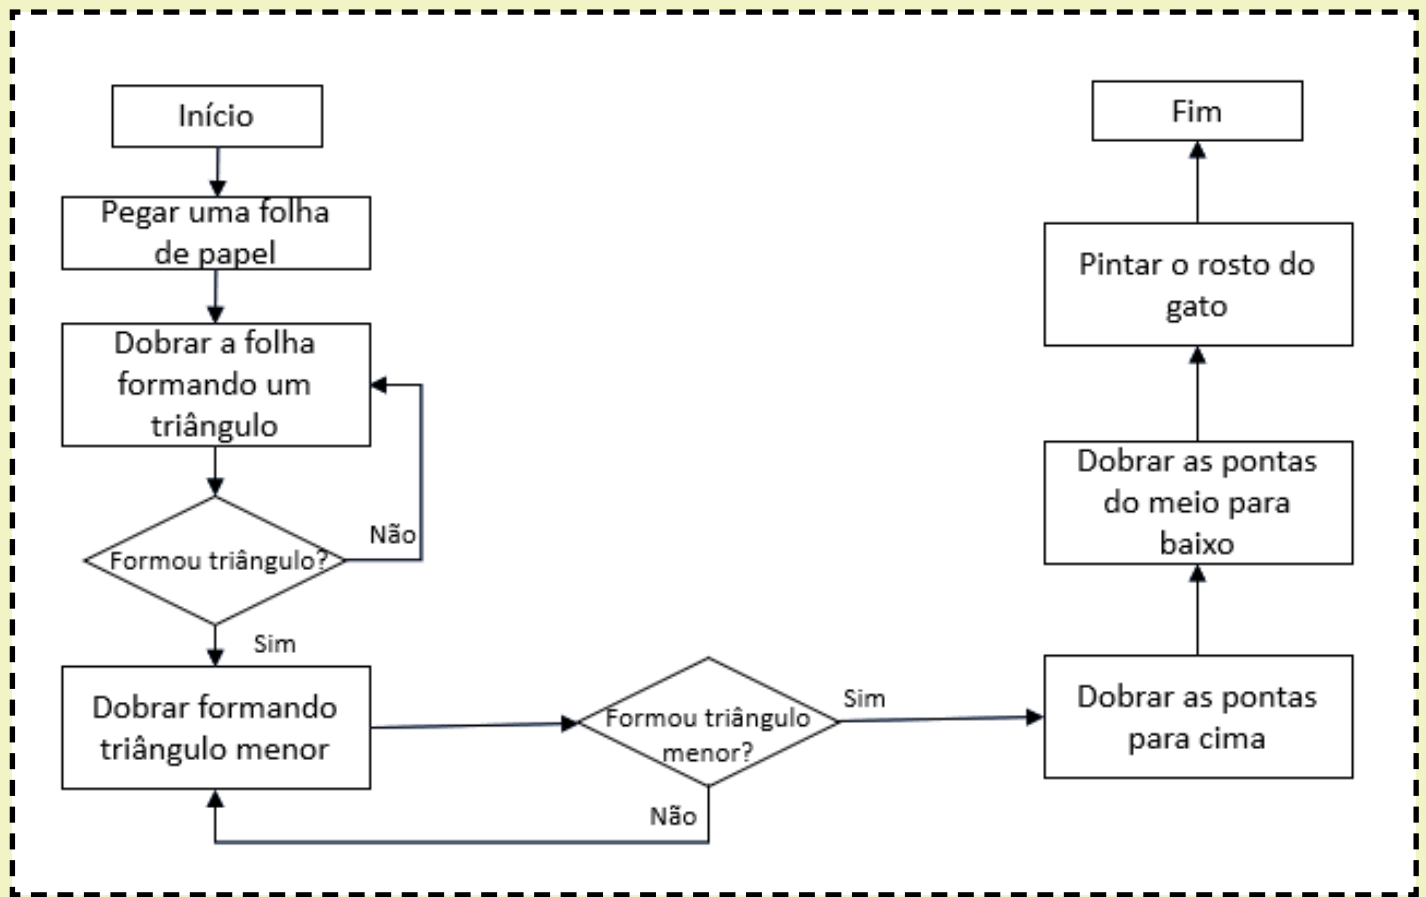 Início
Pegar uma folha
de papel
Dobrar a folha
formando um
triângulo
Formou triângulo?
Não
Sim
Dobrar formando
triângulo menor
Formou triângulo
menor?
Não
Sim
Dobrar as pontas
para cima
Dobrar as pontas
do meio para
baixo
Pintar o rosto do
gato
Fim